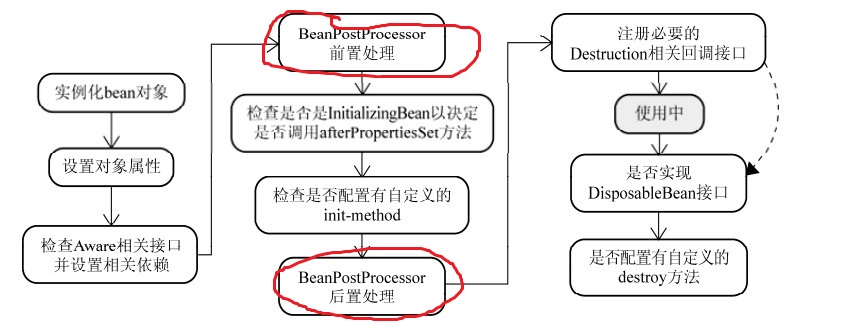 实例化bean对象
设置对象属性
检查Aware相关接口
并设置相关依赖
BeanPostProcessor
前置处理
检查是否是InitializingBean以决定
是否调用afterPropertiesSet方法
检查是否配置有自定义的
init-method
BeanPostProcessor
后置处理
注册必要的
Destruction相关回调接口
使用中
是否实现
DisposableBean接口
是否配置有自定义的
destroy方法